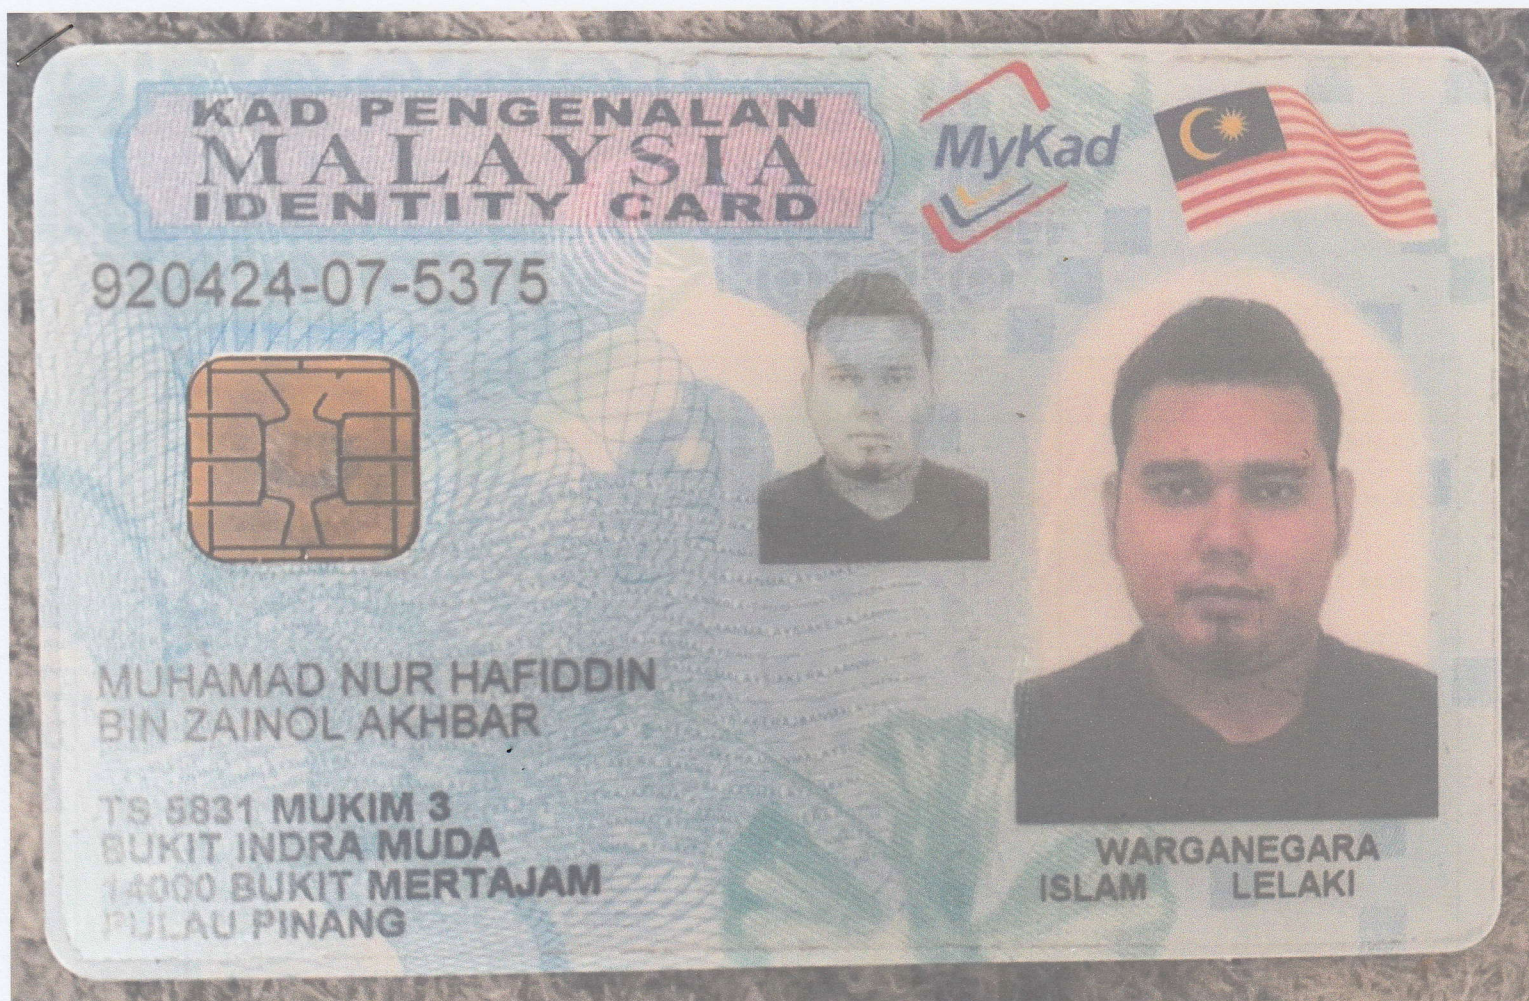 KAD PENGENALAN
MALAYSIA
IDENTITY CARD
MyKad
920424-07-5375
MUHAMAD NUR HAFIDDIN
BIN ZAINOL AKHBAR
TS 5831 MUKIM 3
BUKIT INDRA MUDA
14000 BUKIT MERTAJAM
PULAU PINANG
WARGANEGARA
ISLAM LELAKI